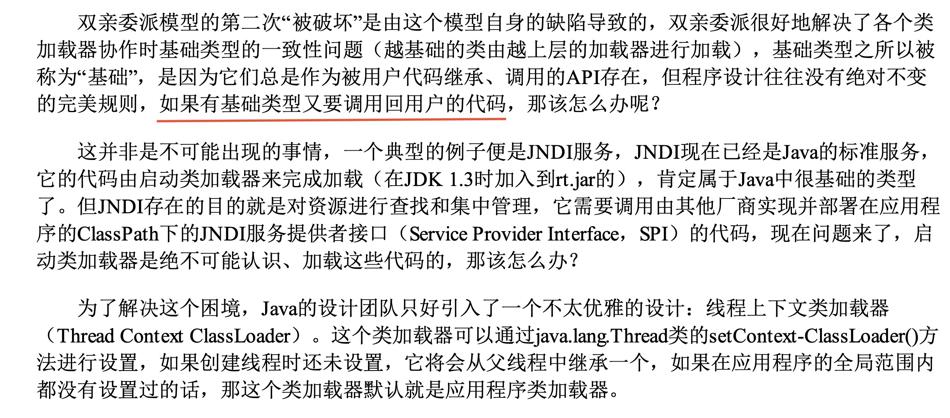 双亲委派模型的第二次“被破坏”是由这个模型自身的缺陷导致的，双亲委派很好地解决了各个类
加载器协作时基础类型的一致性问题（越基础的类由越上层的加载器进行加载），基础类型之所以被
称为“基础”，是因为它们总是作为被用户代码继承、调用的API存在，但程序设计往往没有绝对不变
的完美规则，如果有基础类型又要调用回用户的代码，那该怎么办呢？
这并非是不可能出现的事情，一个典型的例子便是JNDI服务，JNDI现在已经是Java的标准服务，
它的代码由启动类加载器来完成加载（在JDK 1.3时加入到rt.jar的），肯定属于Java中很基础的类型
了。但JNDI存在的目的就是对资源进行查找和集中管理，它需要调用由其他厂商实现并部署在应用程
序的ClassPath下的JNDI服务提供者接口（Service Provider Interface，SPI）的代码，现在问题来了，启
动类加载器是绝不可能认识、加载这些代码的，那该怎么办？
为了解决这个困境，Java的设计团队只好引入了一个不太优雅的设计：线程上下文类加载器
（Thread Context ClassLoader）。这个类加载器可以通过java.lang.Thread类的setContext-ClassLoader()方
法进行设置，如果创建线程时还未设置，它将会从父线程中继承一个，如果在应用程序的全局范围内
都没有设置过的话，那这个类加载器默认就是应用程序类加载器。